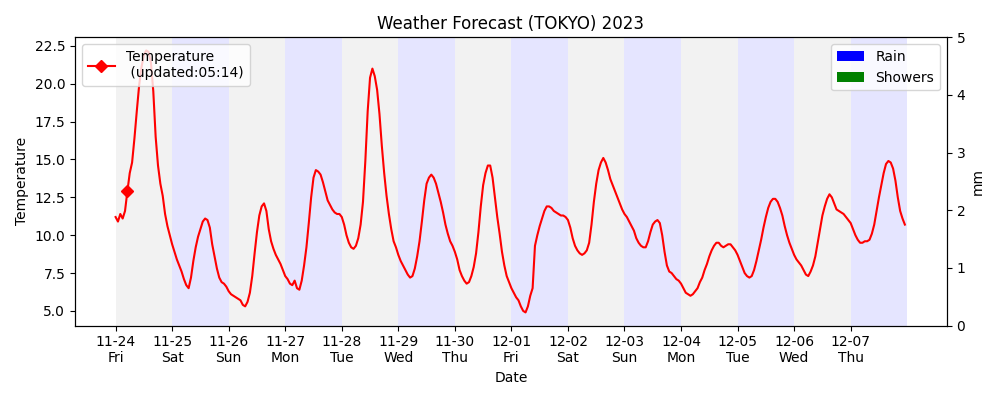 Weather Forecast (TOKYO) 2023
Temperature
(updated:05:14)
Rain
Showers
Temperature
22.5
20.0
17.5
15.0
12.5
10.0
7.5
5.0
5
4
3
2
1
0
mm
11-24 11-25 11-26 11-27 11-28 11-29 11-30 12-01 12-02 12-03 12-04 12-05 12-06 12-07
Fri Sat Sun Mon Tue Wed Thu Fri Sat Sun Mon Tue Wed Thu
Date